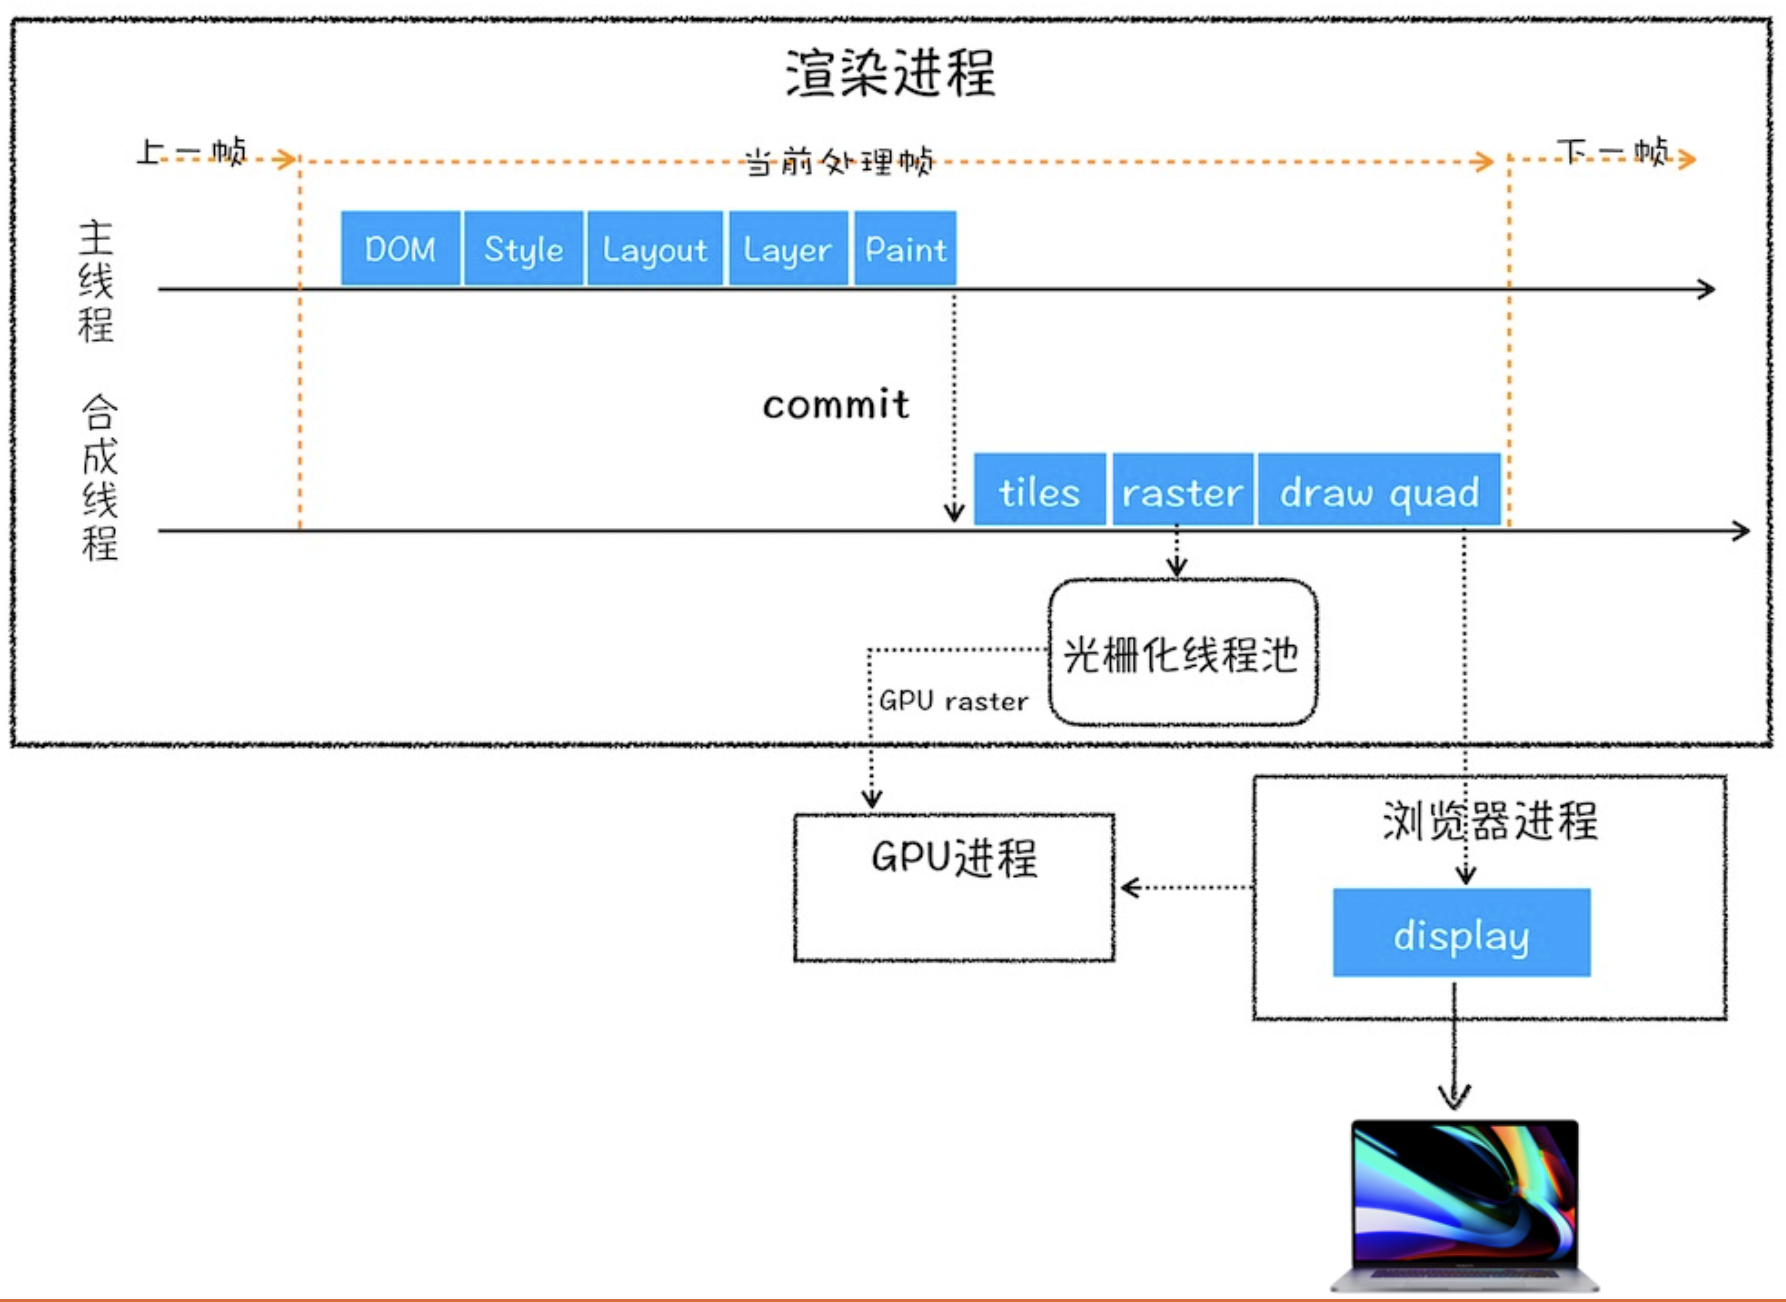 渲染进程
上一帧
当前处理帧
下一帧
主线程
DOM
Style
Layout
Layer
Paint
commit
合成线程
tiles
raster
draw quad
光栅化线程池
GPU raster
GPU进程
浏览器进程
display